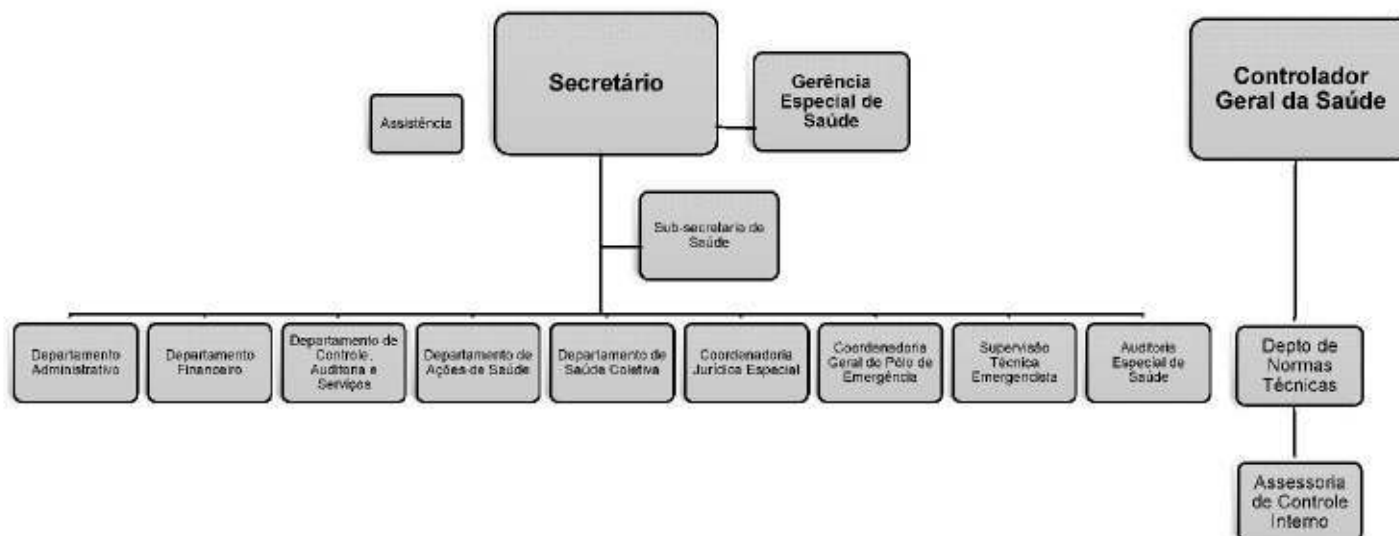 Secretário
Gerência
Especial de
Saúde
Controlador
Geral da Saúde
Assistência
Sub-secretario de
Saúde
Departamento
Administrativo
Departamento
Financeiro
Departamento de
Controle,
Auditoria e
Serviços
Departamento de
Ações de Saúde
Departamento de
Saúde Coletiva
Coordenadoria
Jurídica Especial
Coordenadoria
Geral do Pólo de
Emergência
Supervisão
Técnica
Emergencista
Auditoria
Especial de
Saúde
Depto de
Normas
Técnicas
Assessoria
de Controle
Interno